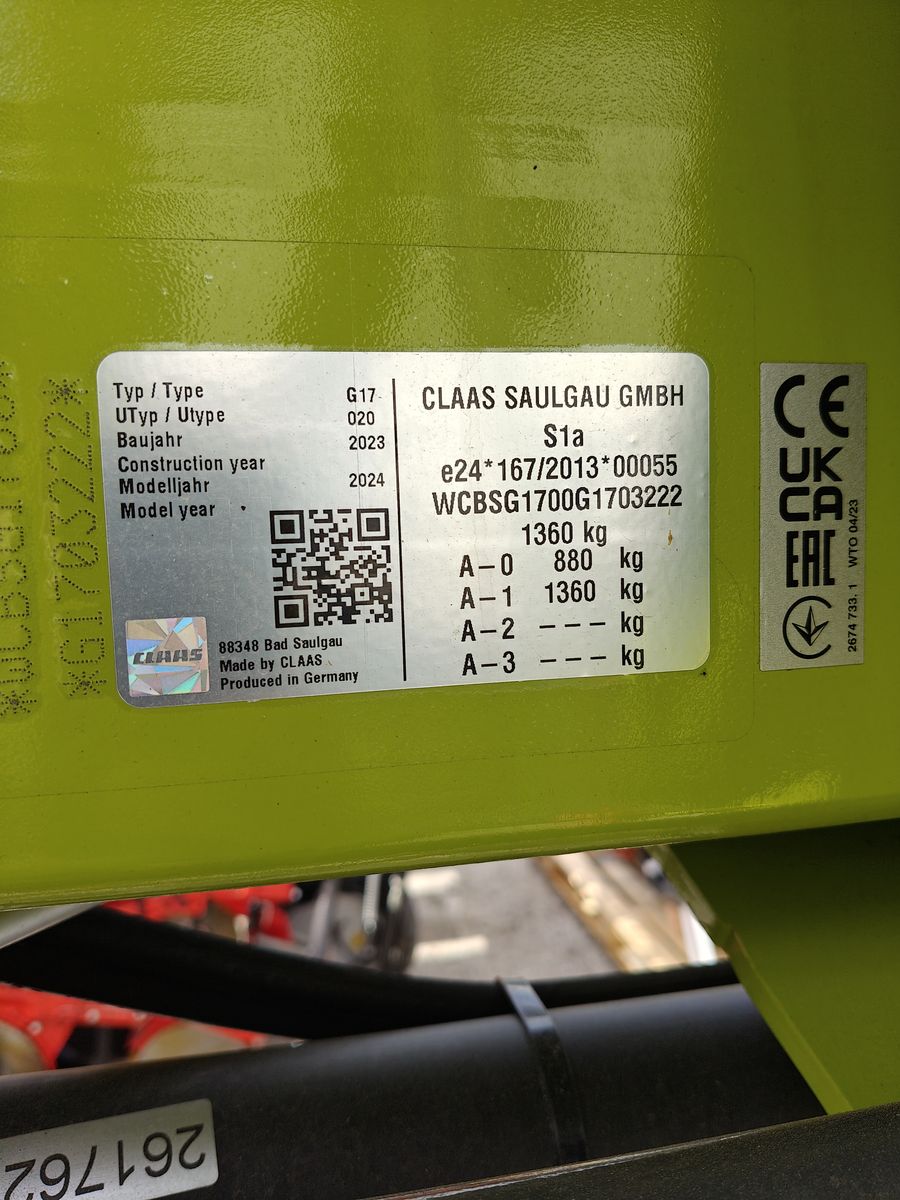 Typ / Type G17
UTyp / Utype 020
Baujahr 2023
Construction year
Modelljahr 2024
Model year
CLAAS
88348 Bad Saulgau
Made by CLAAS
Produced in Germany
CLAAS SAULGAU GMBH
S1a
e24*167/2013*00055
WCBSG1700G1703222
1360 kg
A-0 880 kg
A-1 1360 kg
A-2 --- kg
A-3 --- kg
CE
UK
CA
EAC
2674 733. 1 WTO 04/23
*G1703222*
261762